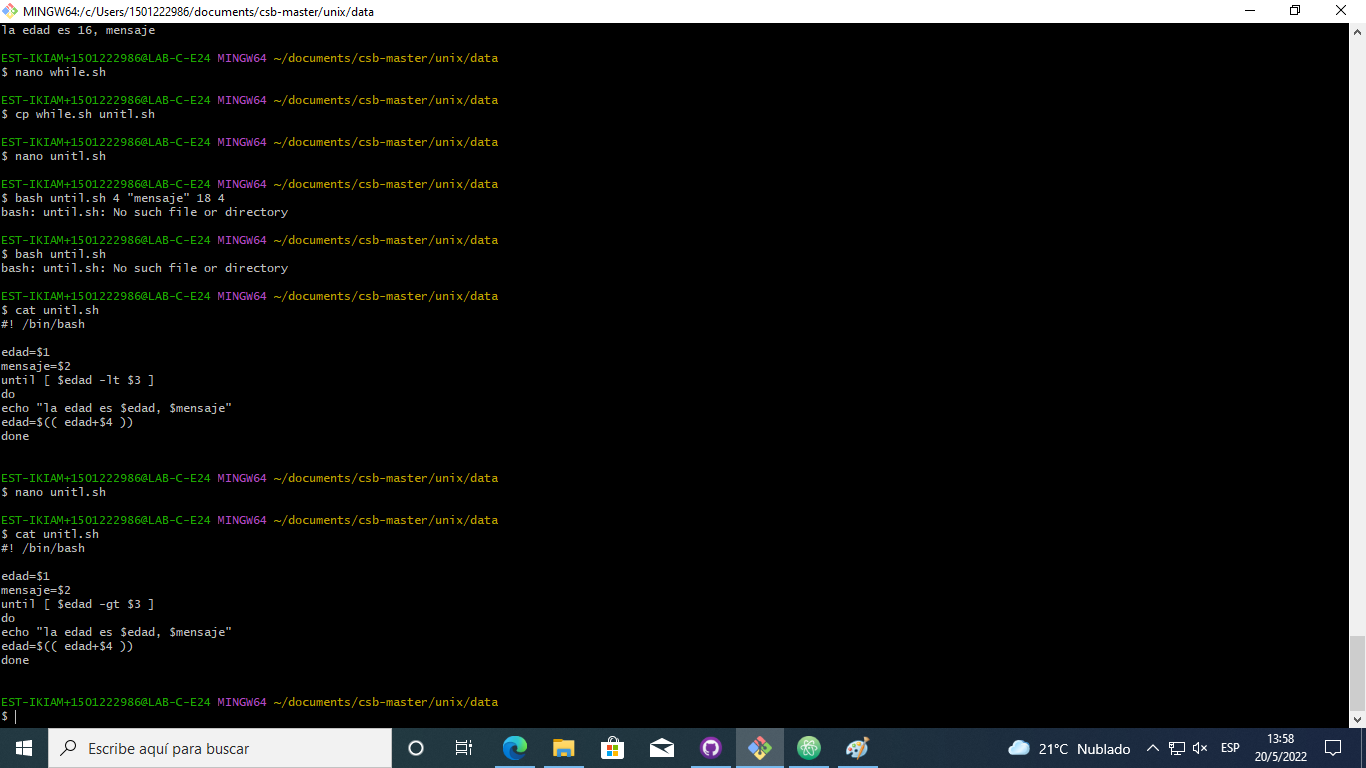 MINGW64:/c/Users/1501222986/documents/csb-master/unix/data
la edad es 16, mensaje
EST-IKIAM+1501222986@LAB-C-E24 MINGW64 ~/documents/csb-master/unix/data
$ nano while.sh
EST-IKIAM+1501222986@LAB-C-E24 MINGW64 ~/documents/csb-master/unix/data
$ cp while.sh unitl.sh
EST-IKIAM+1501222986@LAB-C-E24 MINGW64 ~/documents/csb-master/unix/data
$ nano unitl.sh
EST-IKIAM+1501222986@LAB-C-E24 MINGW64 ~/documents/csb-master/unix/data
$ bash until.sh 4 "mensaje" 18 4
bash: until.sh: No such file or directory
EST-IKIAM+1501222986@LAB-C-E24 MINGW64 ~/documents/csb-master/unix/data
$ bash until.sh
bash: until.sh: No such file or directory
EST-IKIAM+1501222986@LAB-C-E24 MINGW64 ~/documents/csb-master/unix/data
$ cat unitl.sh
#! /bin/bash
edad=$1
mensaje=$2
until [ $edad -lt $3 ]
do
echo "la edad es $edad, $mensaje"
edad=$(( edad+$4 ))
done
EST-IKIAM+1501222986@LAB-C-E24 MINGW64 ~/documents/csb-master/unix/data
$ nano unitl.sh
EST-IKIAM+1501222986@LAB-C-E24 MINGW64 ~/documents/csb-master/unix/data
$ cat unitl.sh
#! /bin/bash
edad=$1
mensaje=$2
until [ $edad -gt $3 ]
do
echo "la edad es $edad, $mensaje"
edad=$(( edad+$4 ))
done
EST-IKIAM+1501222986@LAB-C-E24 MINGW64 ~/documents/csb-master/unix/data
$
Escribe aquí para buscar
21°C Nublado
ESP
13:58
20/5/2022